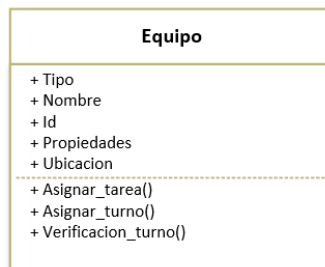 Equipo
+ Tipo
+ Nombre
+ Id
+ Propiedades
+ Ubicacion
+ Asignar_tarea()
+ Asignar_turno()
+ Verificacion_turno()